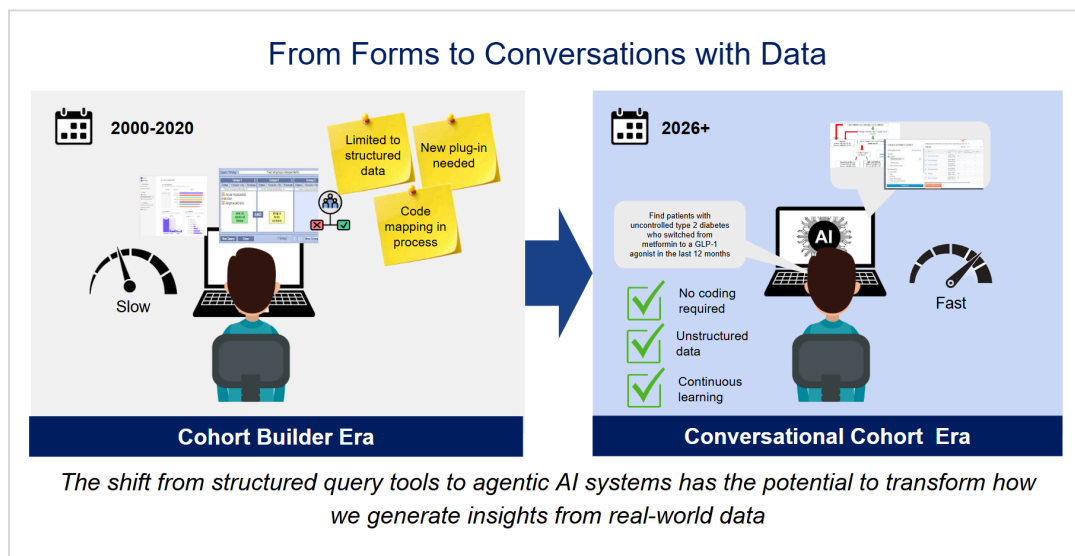 From Forms to Conversations with Data
2000-2020
Limited to
structured
data
New plug-in
needed
Code
mapping in
process
Slow
Cohort Builder Era
2026+
Find patients with
uncontrolled type 2 diabetes
who switched from
metformin to a GLP-1
agonist in the last 12 months
AI
No coding
required
Unstructured
data
Continuous
learning
Fast
Conversational Cohort Era
The shift from structured query tools to agentic AI systems has the potential to transform how
we generate insights from real-world data